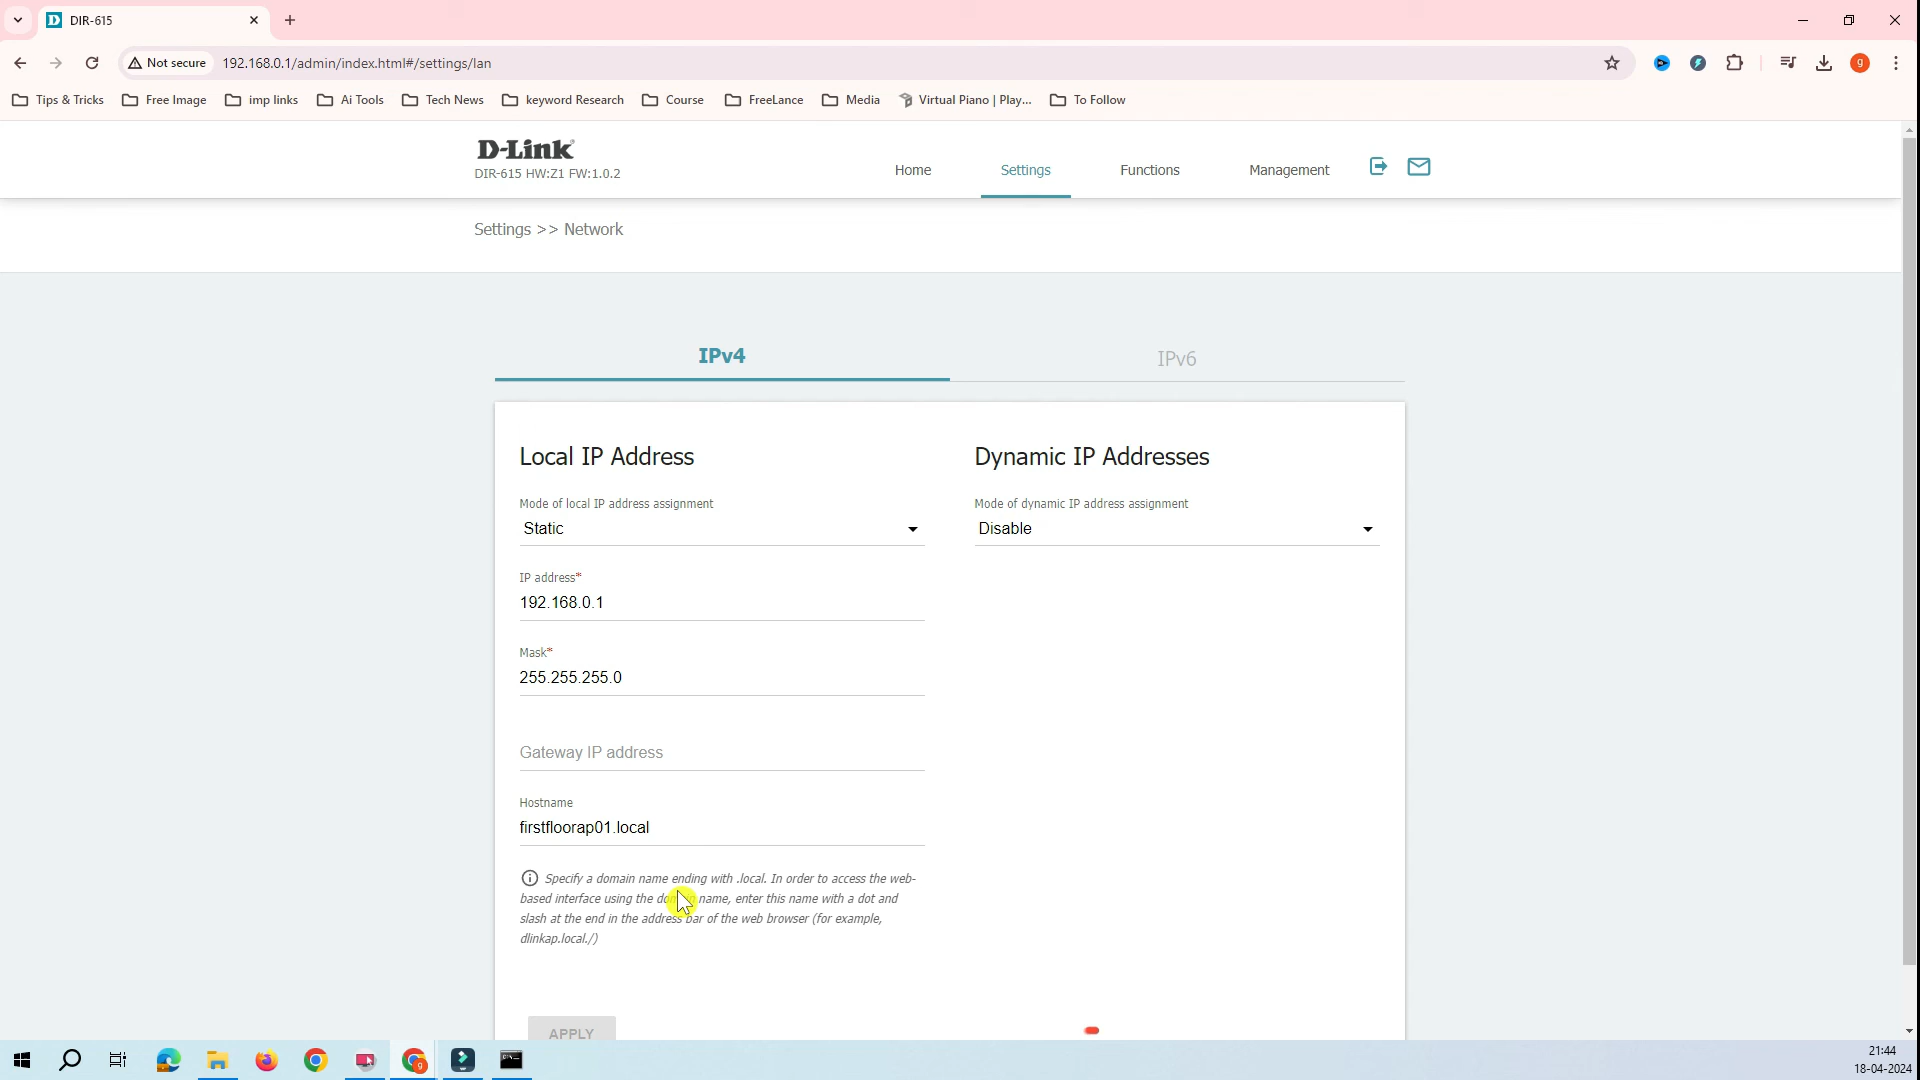 DIR-615
Not secure
192.168.0.1/admin/index.html#/settings/lan
g
Tips & Tricks
Free Image
imp links
Ai Tools
Tech News
keyword Research
Course
FreeLance
Media
Virtual Piano | Play...
To Follow
D-Link
DIR-615 HW:Z1 FW:1.0.2
Home
Settings
Functions
Management
Settings >> Network
IPv4
IPv6
Local IP Address
Mode of local IP address assignment
Static
IP address*
192.168.0.1
Mask*
255.255.255.0
Gateway IP address
Hostname
firstfloorap01.local
Specify a domain name ending with .local. In order to access the web-
based interface using the domain name, enter this name with a dot and
slash at the end in the address bar of the web browser (for example,
dlinkap.local./)
APPLY
Dynamic IP Addresses
Mode of dynamic IP address assignment
Disable
21:44
18-04-2024